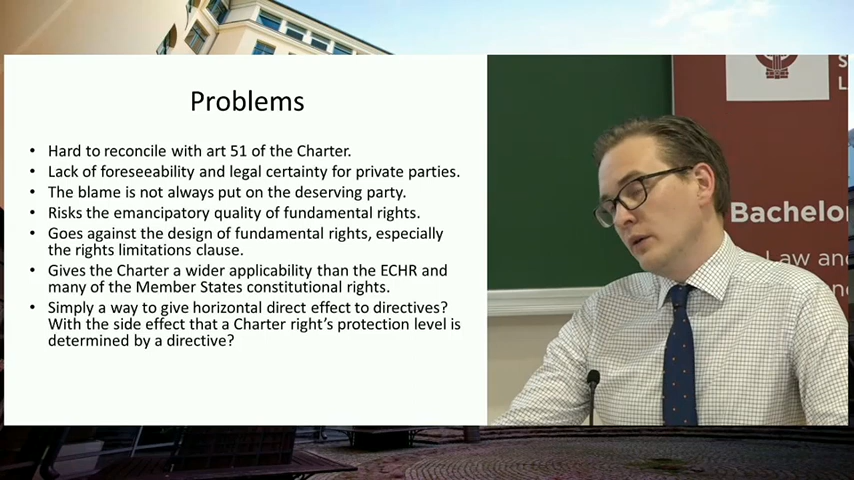 Problems
• Hard to reconcile with art 51 of the Charter.
• Lack of foreseeability and legal certainty for private parties.
• The blame is not always put on the deserving party.
• Risks the emancipatory quality of fundamental rights.
• Goes against the design of fundamental rights, especially
the rights limitations clause.
• Gives the Charter a wider applicability than the ECHR and
many of the Member States constitutional rights.
• Simply a way to give horizontal direct effect to directives?
With the side effect that a Charter right's protection level is
determined by a directive?
S
L
Bachelo
Law an